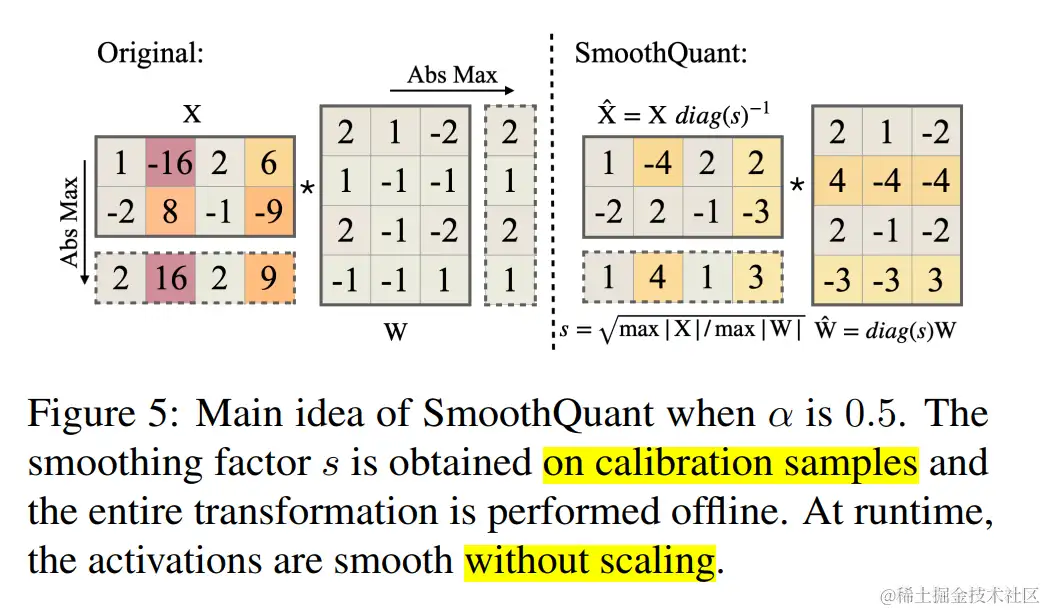 Original:
Abs Max
X
1 -16 2 6
-2 8 -1 -9
Abs Max
2 16 2 9
*
2 1 -2
1 -1 -1
2 -1 -2
-1 -1 1
2
1
2
1
W
SmoothQuant:
X̂ = X diag(s)⁻¹
1 -4 2 2
-2 2 -1 -3
1 4 1 3
s = √max |X| / max |W|
*
2 1 -2
4 -4 -4
2 -1 -2
-3 -3 3
Ŵ = diag(s)W
Figure 5: Main idea of SmoothQuant when α is 0.5. The
smoothing factor s is obtained on calibration samples and
the entire transformation is performed offline. At runtime,
the activations are smooth without scaling.
@稀土掘金技术社区